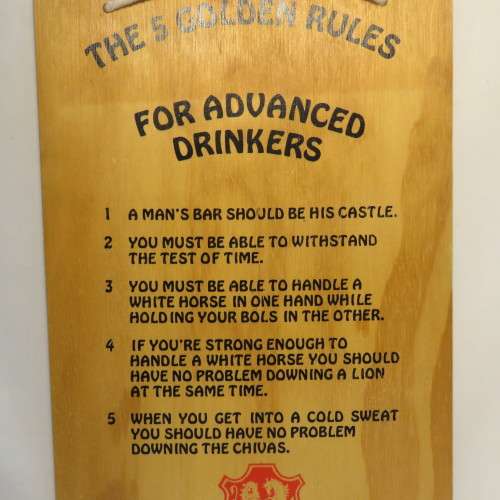 THE 5 GOLDEN RULES
FOR ADVANCED
DRINKERS
1 A MAN'S BAR SHOULD BE HIS CASTLE.
2 YOU MUST BE ABLE TO WITHSTAND
THE TEST OF TIME.
3 YOU MUST BE ABLE TO HANDLE A
WHITE HORSE IN ONE HAND WHILE
HOLDING YOUR BOLS IN THE OTHER.
4 IF YOU'RE STRONG ENOUGH TO
HANDLE A WHITE HORSE YOU SHOULD
HAVE NO PROBLEM DOWNING A LION
AT THE SAME TIME.
5 WHEN YOU GET INTO A COLD SWEAT
YOU SHOULD HAVE NO PROBLEM
DOWNING THE CHIVAS.